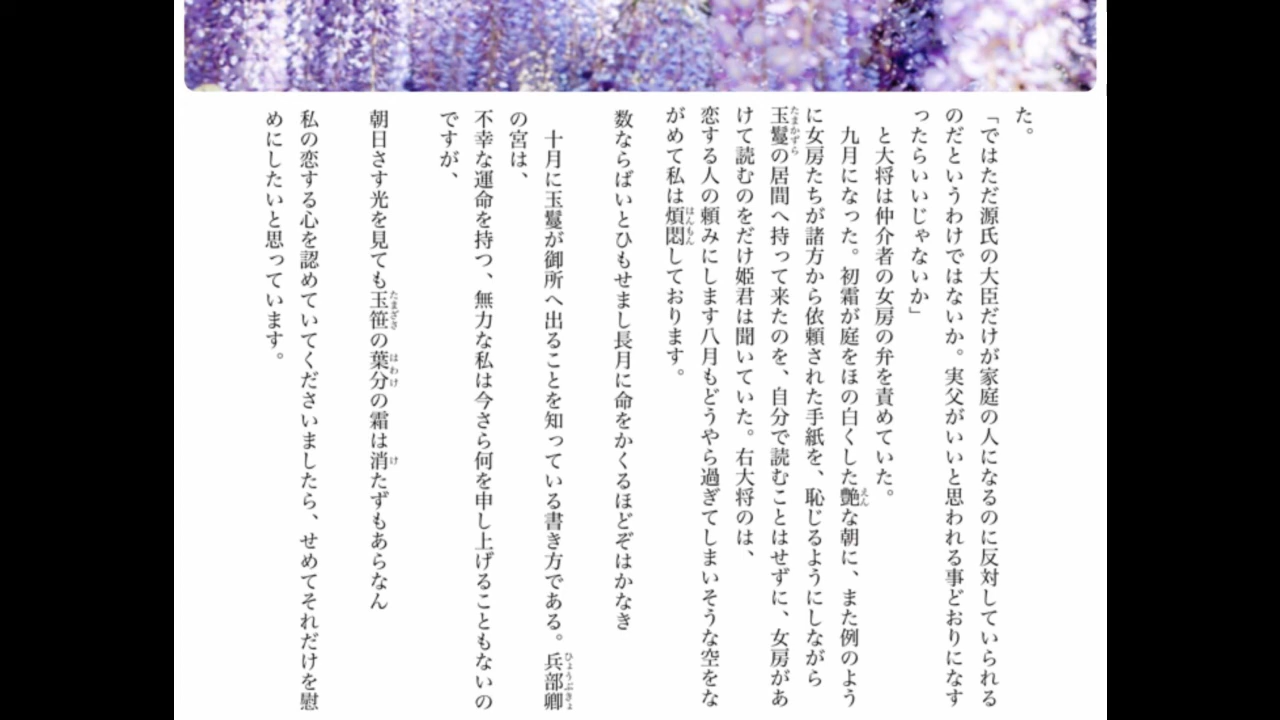 た。
「ではただ源氏の大臣だけが家庭の人になるのに反対していられる
のだというわけではないか。実父がいいと思われる事どおりになす
ったらいいじゃないか」
と大将は仲介者の女房の弁を責めていた。
九月になった。初霜が庭をほの白くした艶な朝に、また例のよう
に女房たちが諸方から依頼された手紙を、恥じるようにしながら
玉鬘の居間へ持って来たのを、自分で読むことはせずに、女房があ
けて読むのをだけ姫君は聞いていた。右大将のは、
恋する人の頼みにします八月もどうやら過ぎてしまいそうな空をな
がめて私は煩悶しております。
数ならばいとひもせまし長月に命をかくるほどぞはかなき
十月に玉鬘が御所へ出ることを知っている書き方である。兵部卿
の宮は、
不幸な運命を持つ、無力な私は今さら何を申し上げることもないの
ですが、
朝日さす光を見ても玉笹の葉分の霜は消たずもあらなん
私の恋する心を認めていてくださいましたら、せめてそれだけを慰
めにしたいと思っています。